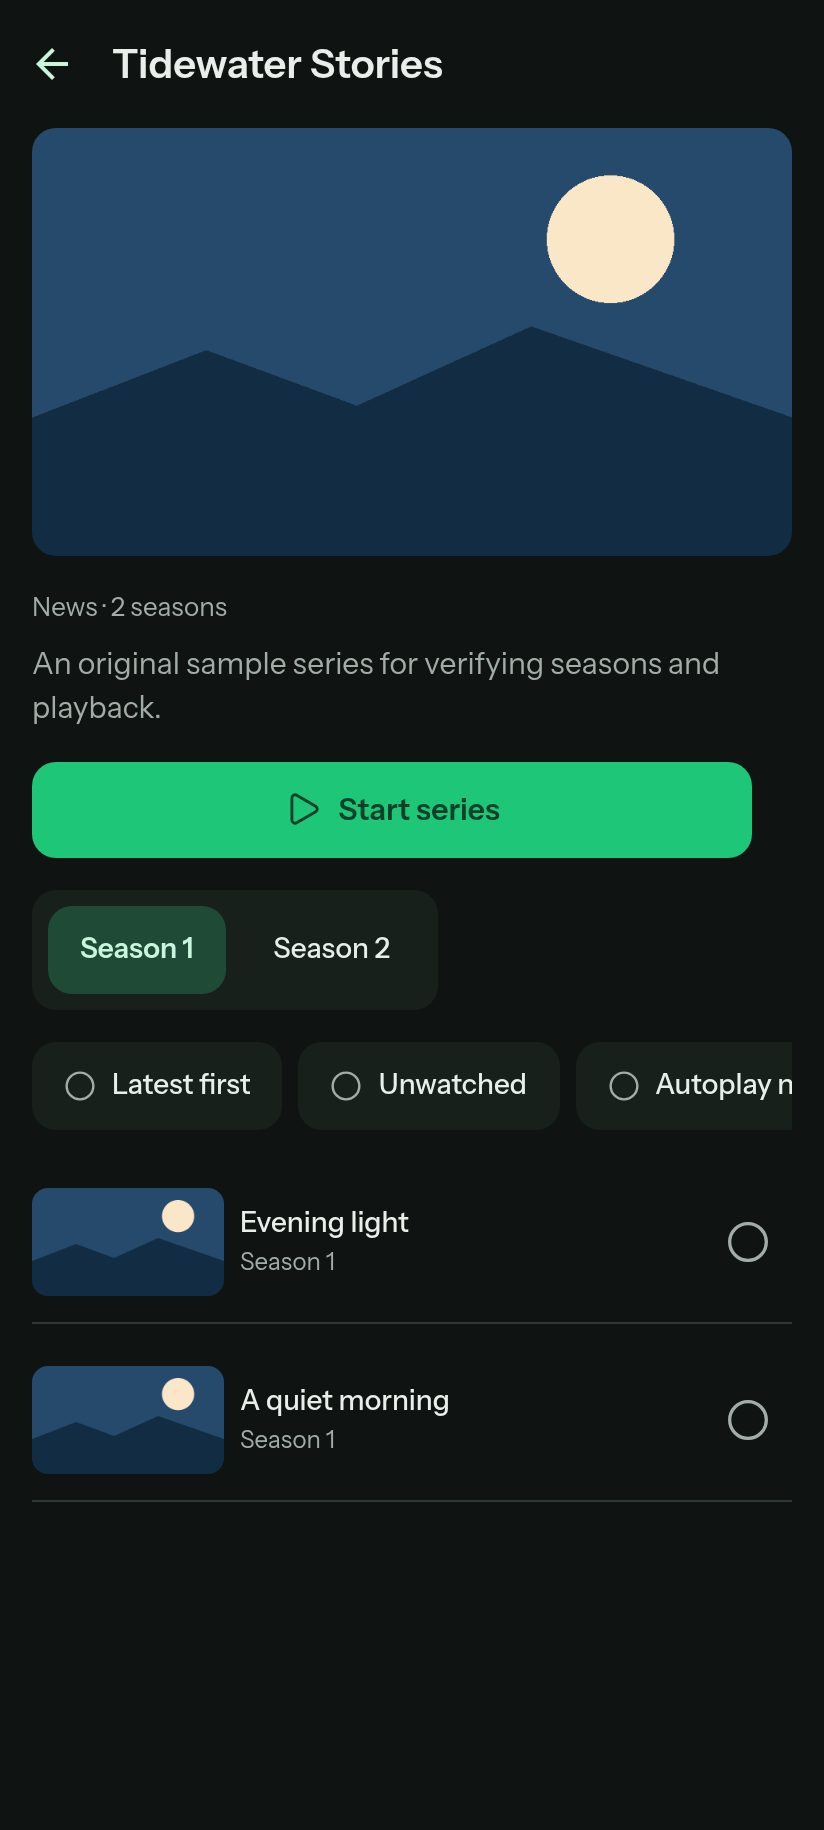 Tidewater Stories
News · 2 seasons
An original sample series for verifying seasons and
playback.
Start series
Season 1
Season 2
Latest first
Unwatched
Autoplay n
Evening light
Season 1
A quiet morning
Season 1